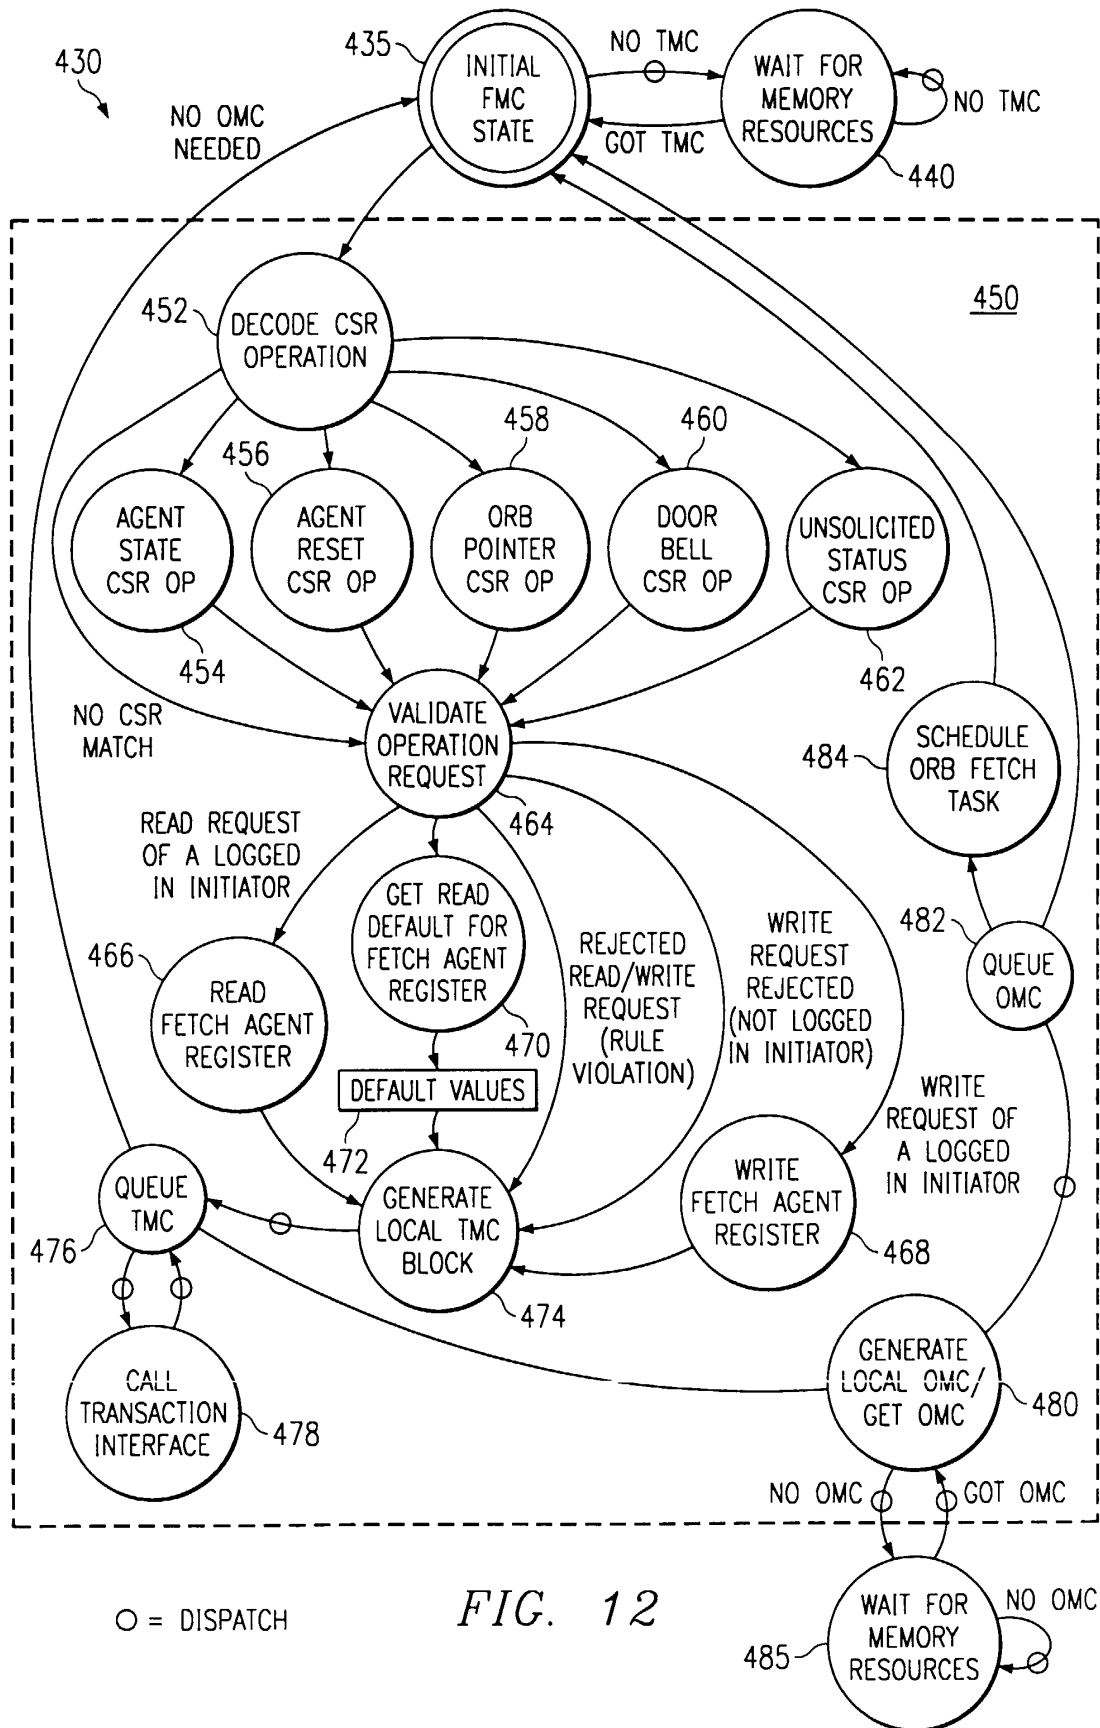 430
435
INITIAL
FMC
STATE
NO TMC
GOT TMC
WAIT FOR
MEMORY
RESOURCES
NO TMC
440
NO OMC
NEEDED
450
452
DECODE CSR
OPERATION
454
AGENT
STATE
CSR OP
456
AGENT
RESET
CSR OP
458
ORB
POINTER
CSR OP
460
DOOR
BELL
CSR OP
UNSOLICITED
STATUS
CSR OP
462
NO CSR
MATCH
VALIDATE
OPERATION
REQUEST
464
484
SCHEDULE
ORB FETCH
TASK
READ REQUEST
OF A LOGGED
IN INITIATOR
466
READ
FETCH AGENT
REGISTER
GET READ
DEFAULT FOR
FETCH AGENT
REGISTER
470
DEFAULT VALUES
472
REJECTED
READ/WRITE
REQUEST
(RULE
VIOLATION)
WRITE
REQUEST
REJECTED
(NOT LOGGED
IN INITIATOR)
482
QUEUE
OMC
WRITE
REQUEST OF
A LOGGED
IN INITIATOR
QUEUE
TMC
476
GENERATE
LOCAL TMC
BLOCK
474
WRITE
FETCH AGENT
REGISTER
468
CALL
TRANSACTION
INTERFACE
478
GENERATE
LOCAL OMC/
GET OMC
480
NO OMC
GOT OMC
WAIT FOR
MEMORY
RESOURCES
485
NO OMC
= DISPATCH
FIG. 12